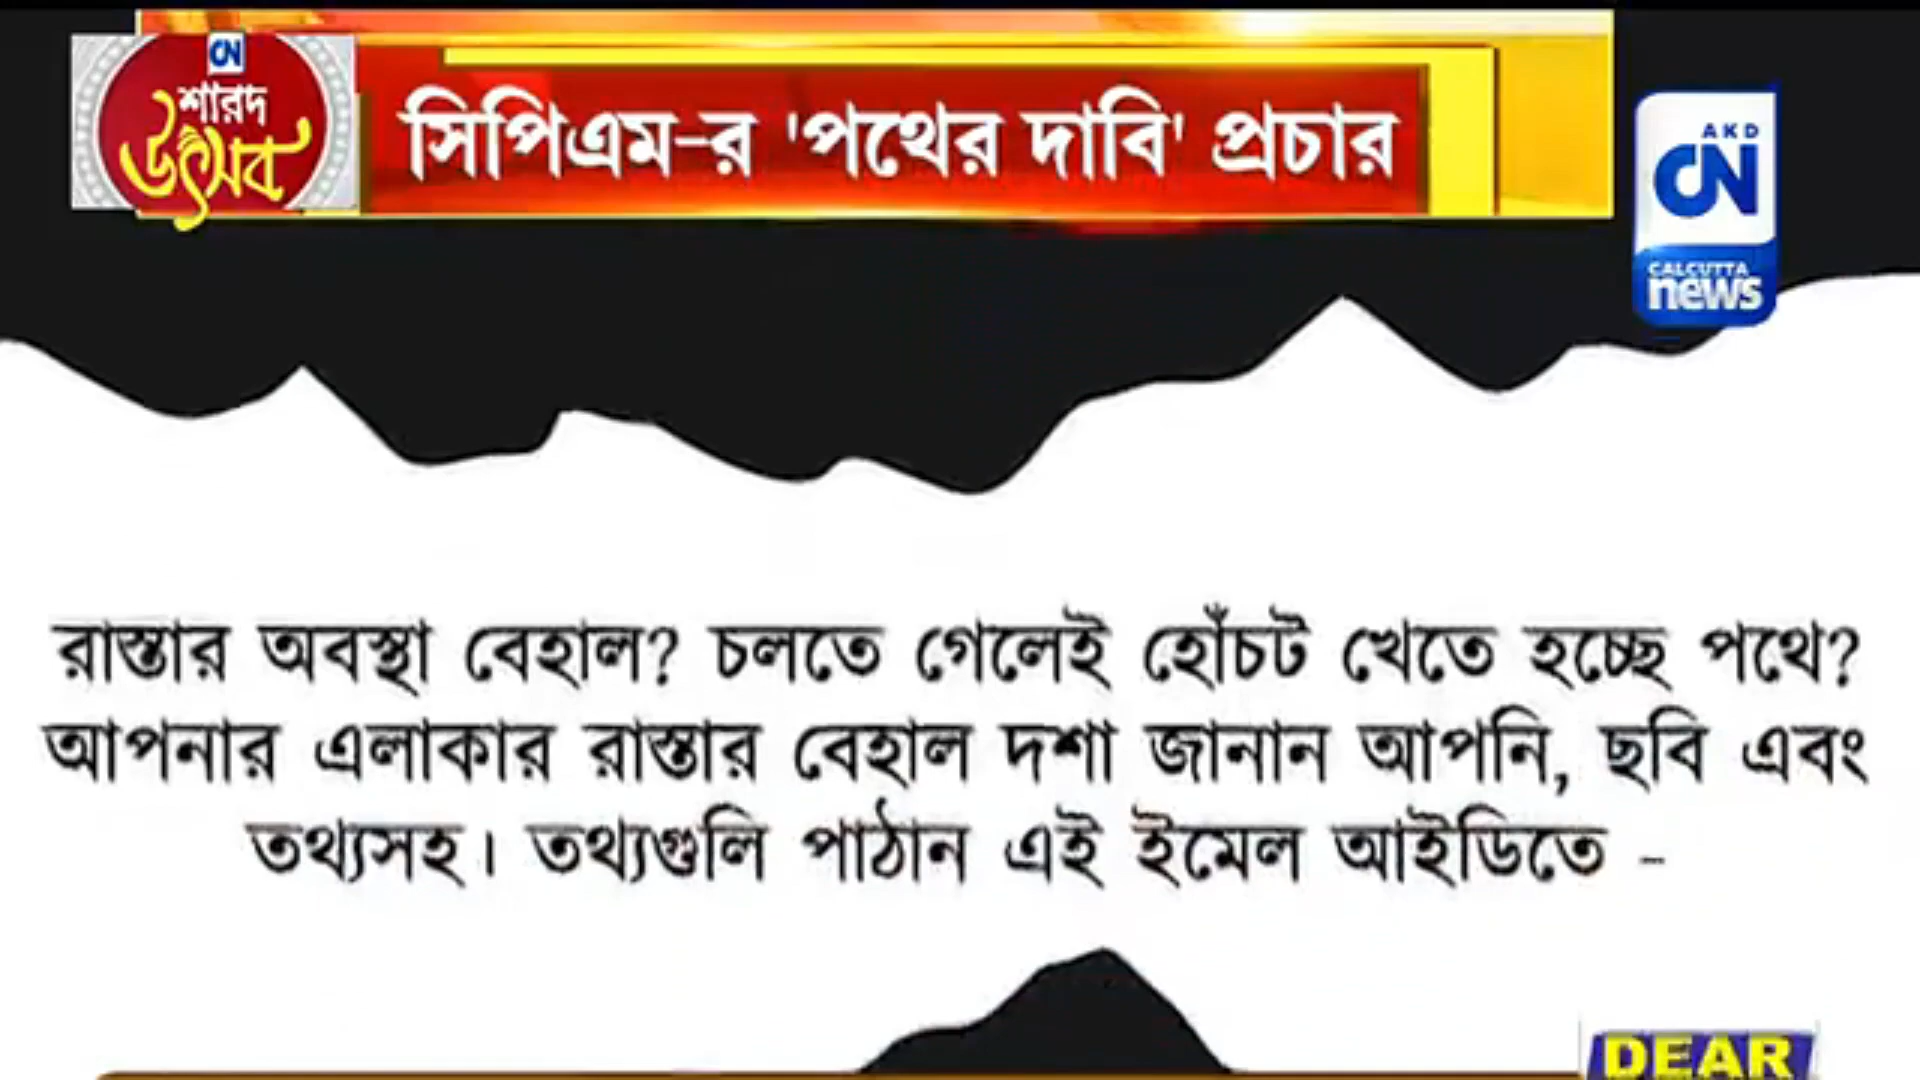 CN
শারদ
উৎসব
সিপিএম-র 'পথের দাবি' প্রচার
AKD
CN
CALCUTTA
news
রাস্তার অবস্থা বেহাল? চলতে গেলেই হোঁচট খেতে হচ্ছে পথে?
আপনার এলাকার রাস্তার বেহাল দশা জানান আপনি, ছবি এবং
তথ্যসহ। তথ্যগুলি পাঠান এই ইমেল আইডিতে -
DEAR